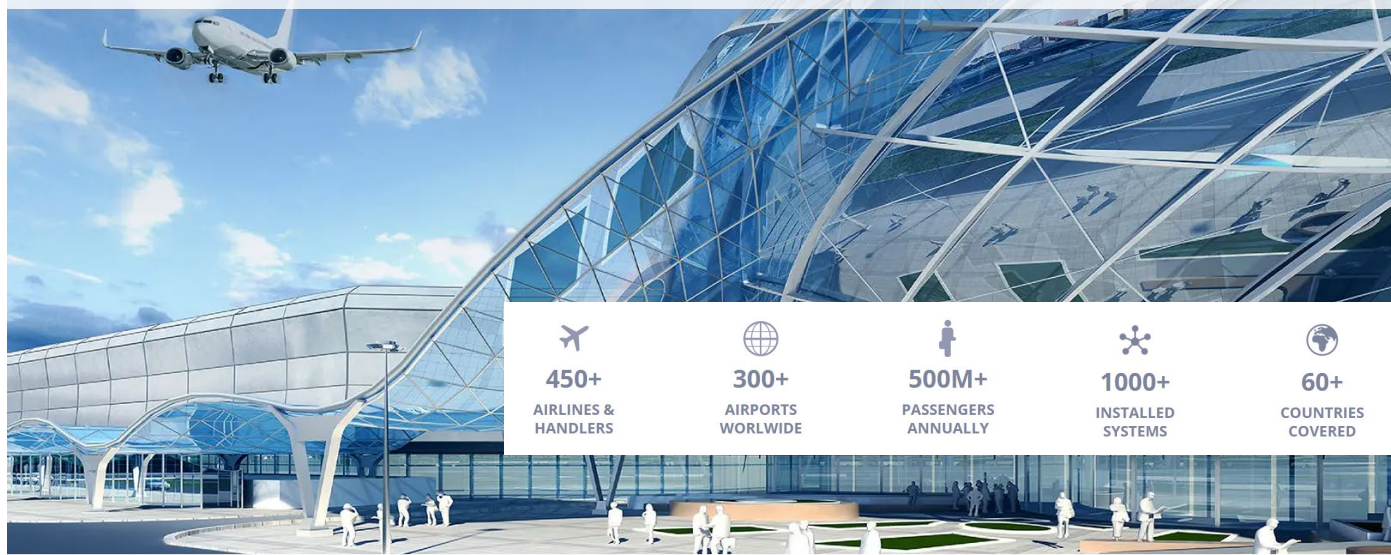 450+
AIRLINES &
HANDLERS
300+
AIRPORTS
WORLWIDE
500M+
PASSENGERS
ANNUALLY
1000+
INSTALLED
SYSTEMS
60+
COUNTRIES
COVERED